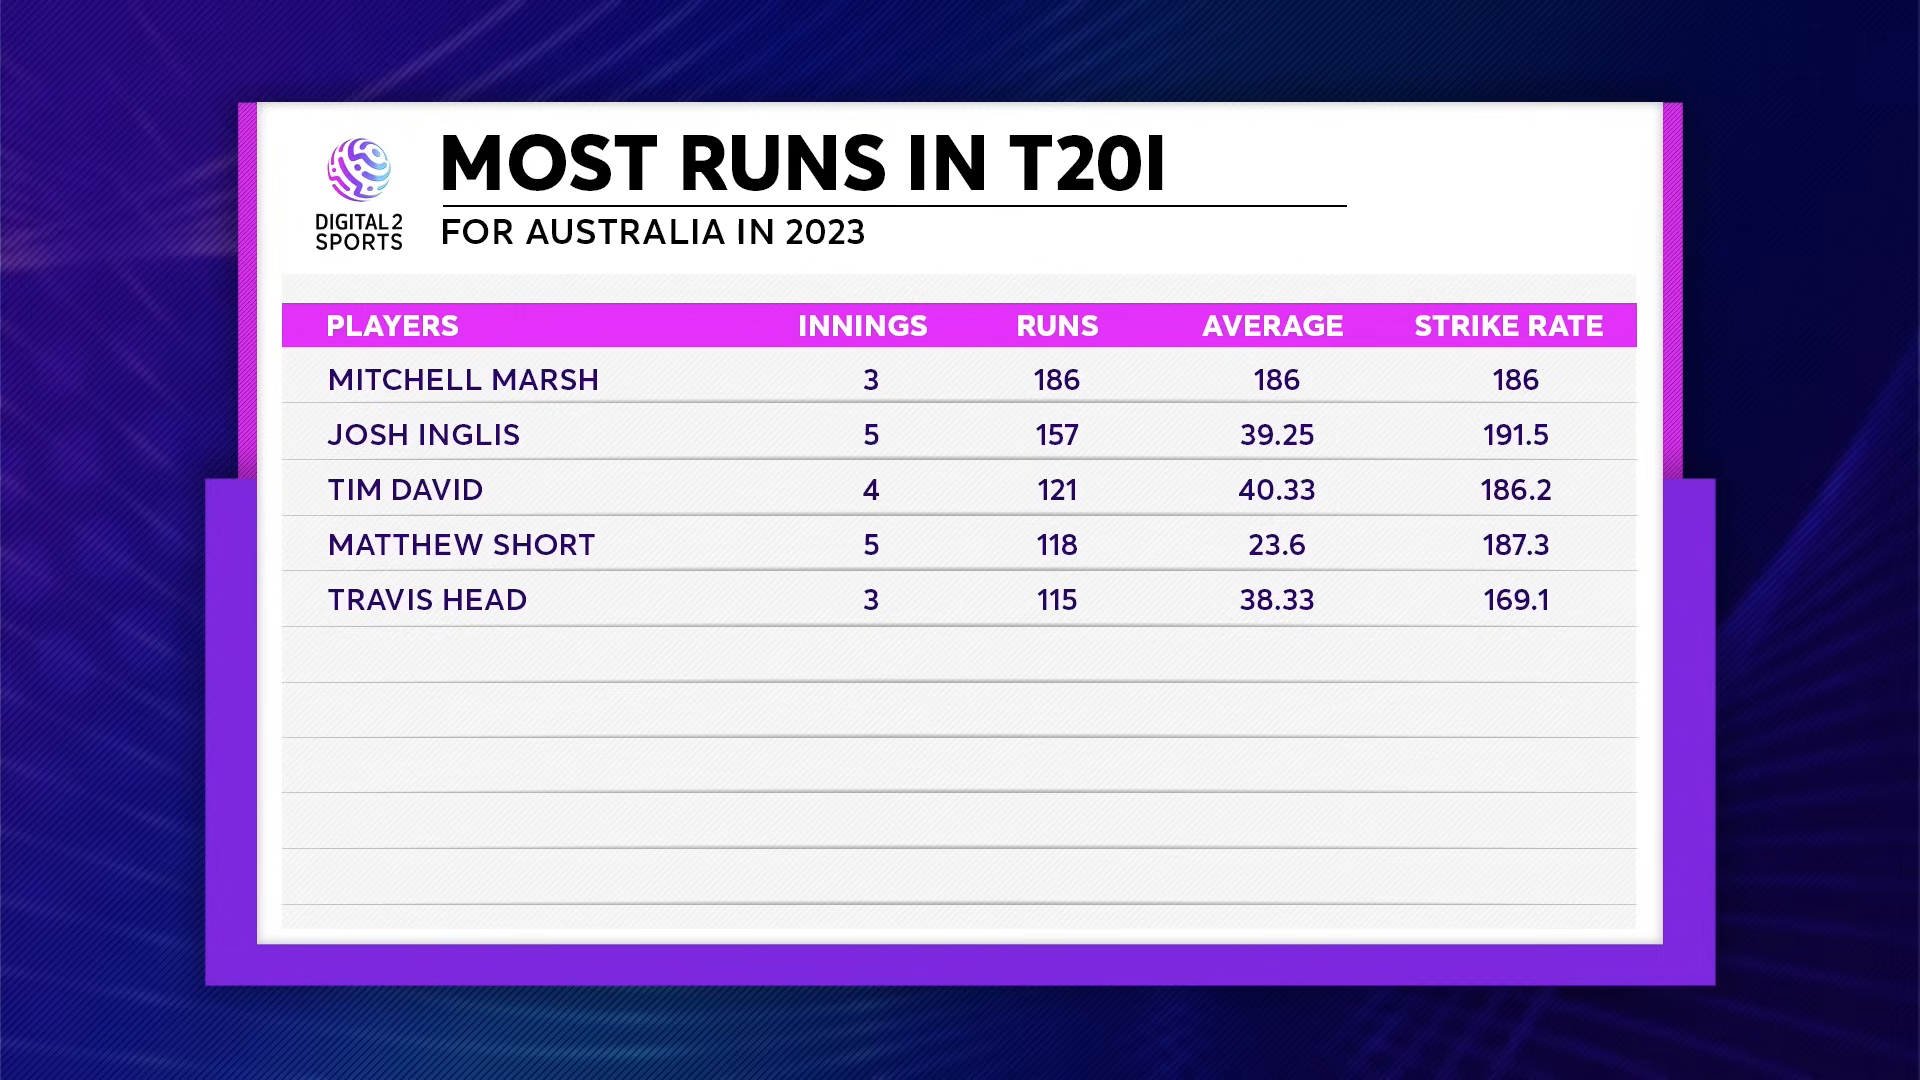 DIGITAL 2
SPORTS
MOST RUNS IN T20I
FOR AUSTRALIA IN 2023
PLAYERS INNINGS RUNS AVERAGE STRIKE RATE
MITCHELL MARSH 3 186 186 186
JOSH INGLIS 5 157 39.25 191.5
TIM DAVID 4 121 40.33 186.2
MATTHEW SHORT 5 118 23.6 187.3
TRAVIS HEAD 3 115 38.33 169.1